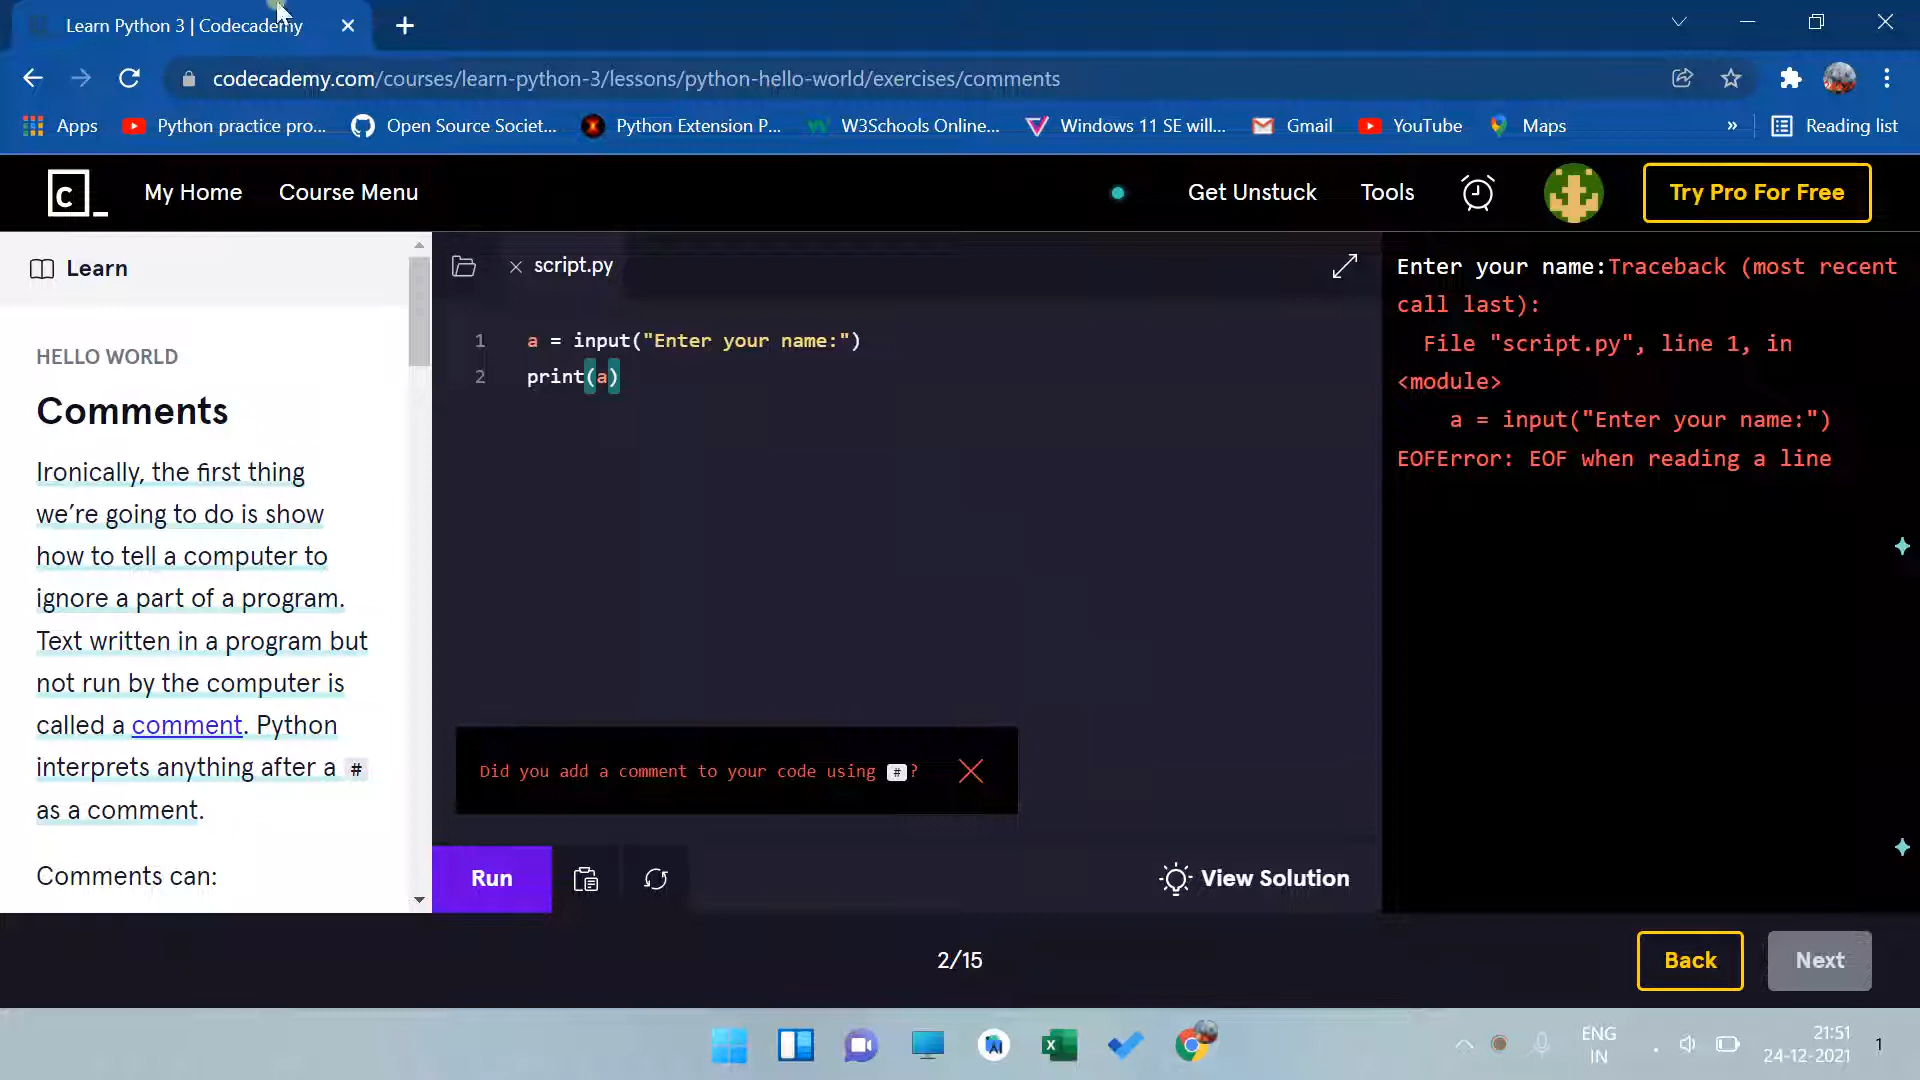 Learn Python 3 | Codecademy
codecademy.com/courses/learn-python-3/lessons/python-hello-world/exercises/comments
Apps Python practice pro... Open Source Societ... Python Extension P... W3Schools Online... Windows 11 SE will... Gmail YouTube Maps » Reading list
c_ My Home Course Menu Get Unstuck Tools Try Pro For Free
Learn
HELLO WORLD
Comments
Ironically, the first thing
we're going to do is show
how to tell a computer to
ignore a part of a program.
Text written in a program but
not run by the computer is
called a comment. Python
interprets anything after a #
as a comment.
Comments can:
script.py
1 a = input("Enter your name:")
2 print(a)
Did you add a comment to your code using #?
Run
View Solution
Enter your name:Traceback (most recent
call last):
File "script.py", line 1, in
<module>
a = input("Enter your name:")
EOFError: EOF when reading a line
2/15
Back Next
ENG
IN
21:51
24-12-2021
1